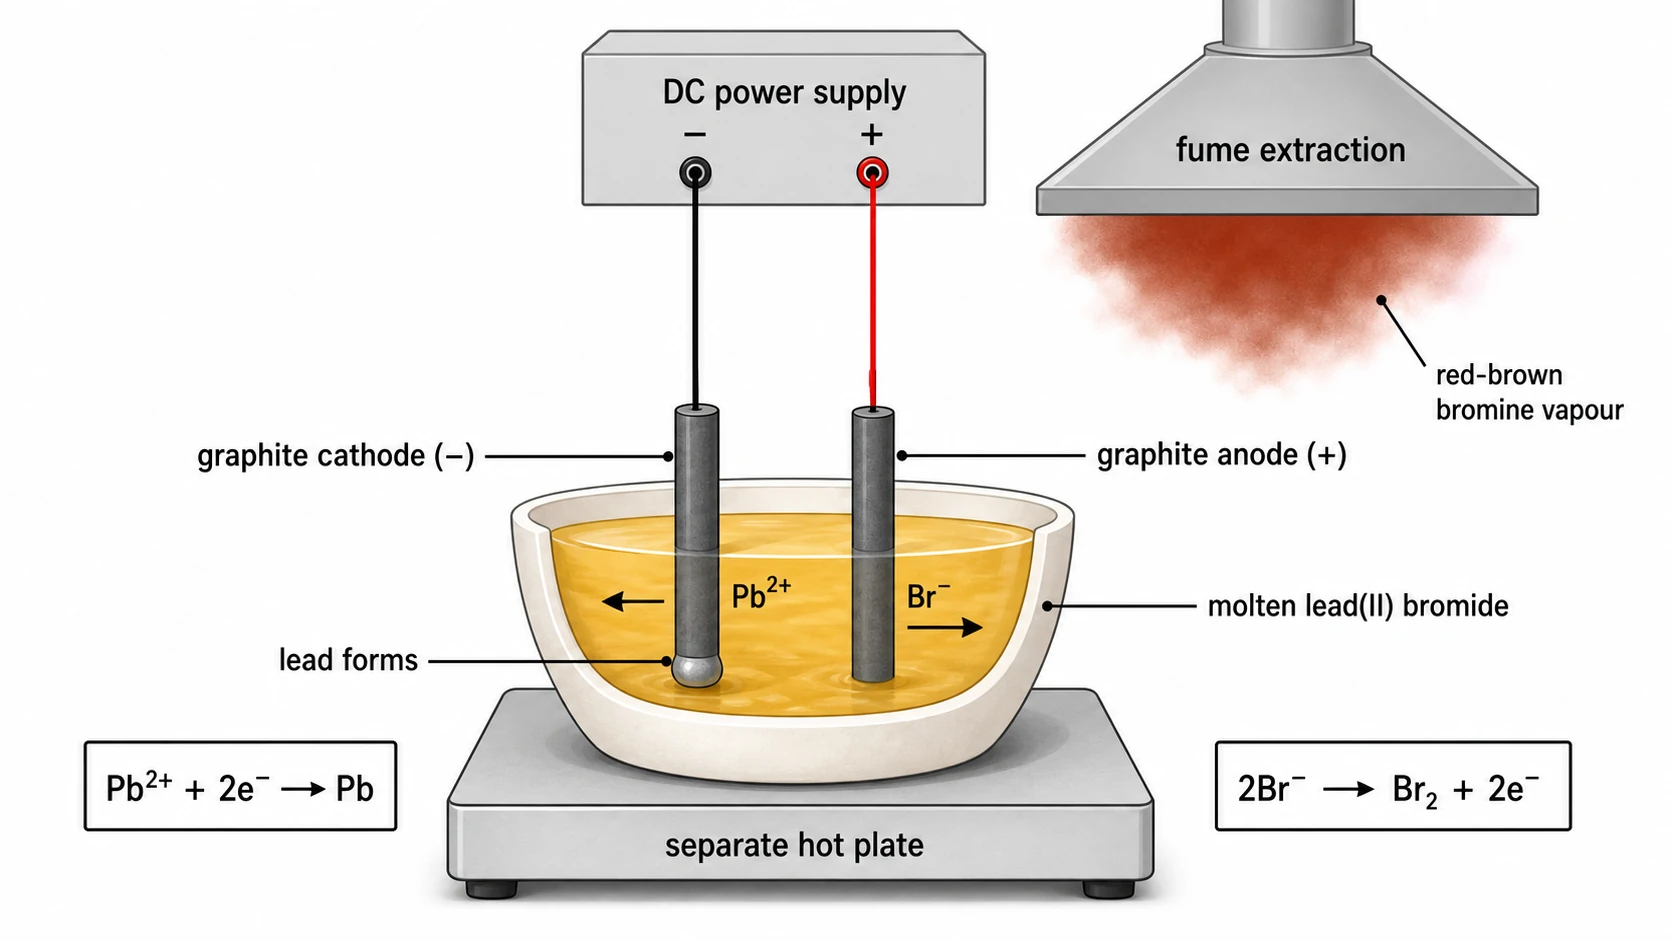 DC power supply
− +
fume extraction
red-brown
bromine vapour
graphite cathode (−)
graphite anode (+)
Pb²⁺
Br⁻
molten lead(II) bromide
lead forms
Pb²⁺ + 2e⁻ → Pb
2Br⁻ → Br₂ + 2e⁻
separate hot plate